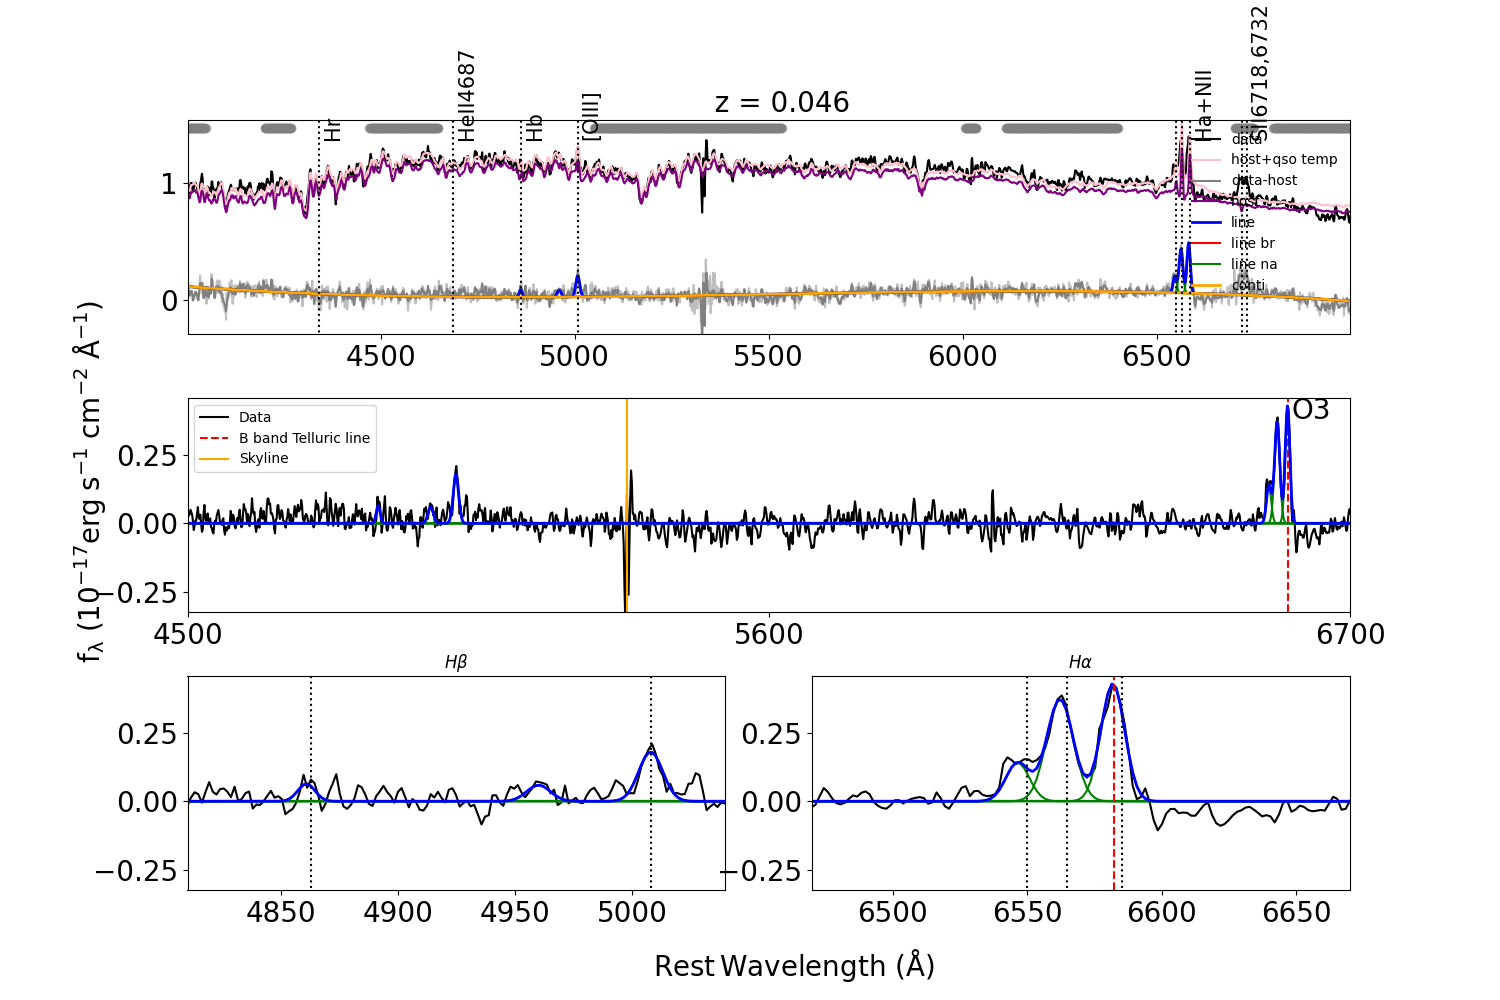 z = 0.046
Hr
HeII4687
Hb
[OIII]
Ha+NII
SII6718,6732
data
host+qso temp
data-host
host
line
line br
line na
conti
1
0
4500
5000
5500
6000
6500
fλ (10−17erg s−1 cm−2 Å−1)
Data
B band Telluric line
Skyline
O3
0.25
0.00
−0.25
4500
5600
6700
Hβ
0.25
0.00
−0.25
4850
4900
4950
5000
Hα
0.25
0.00
−0.25
6500
6550
6600
6650
Rest Wavelength (Å)